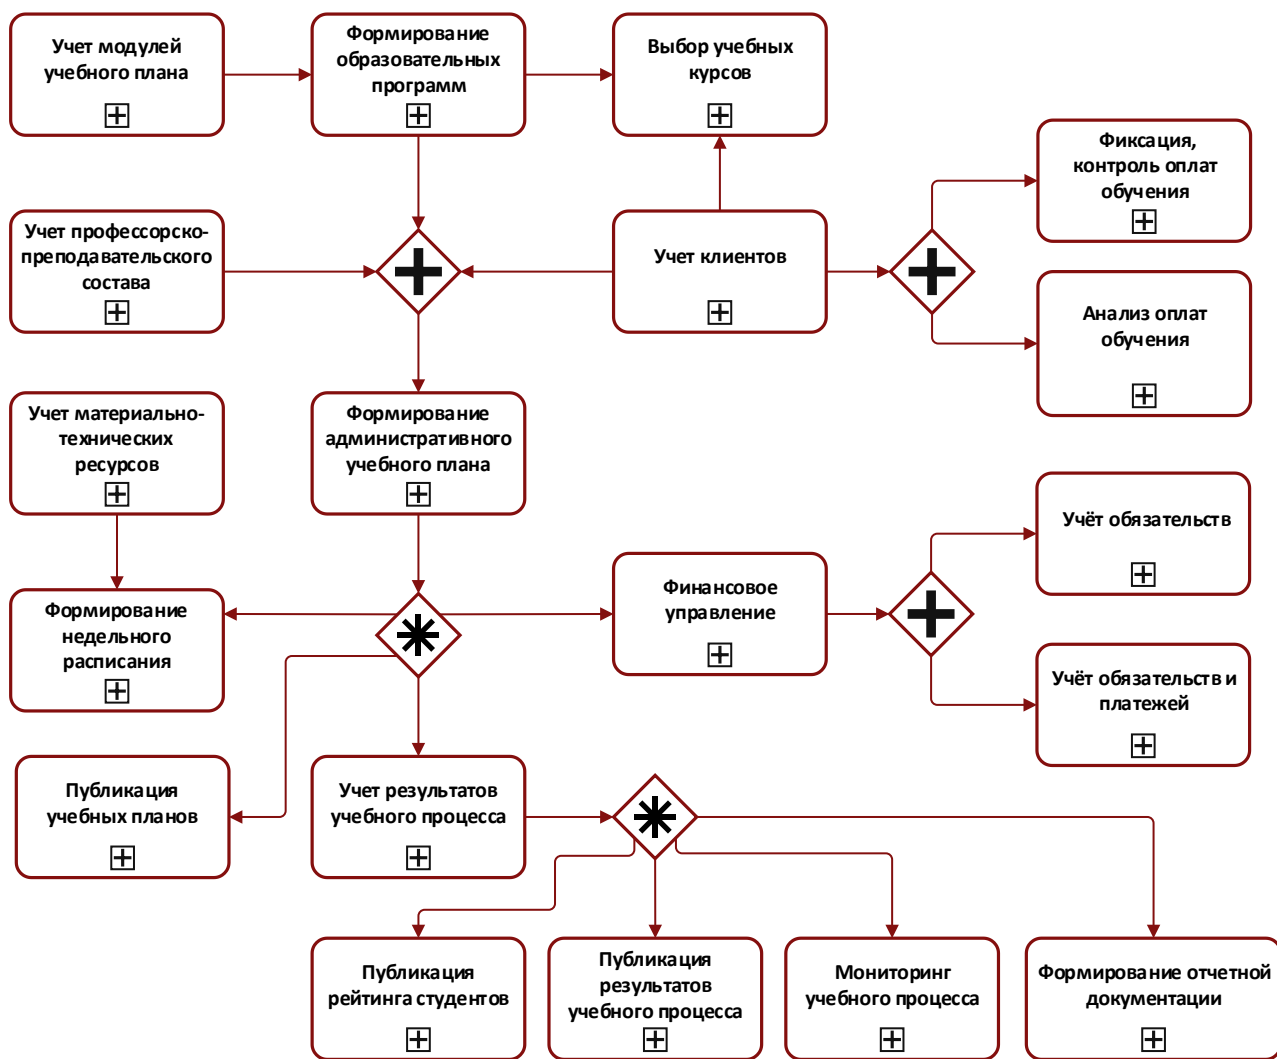 Учет модулей
учебного плана
Формирование
образовательных
программ
Выбор учебных
курсов
Фиксация,
контроль оплат
обучения
Учет профессорско-
преподавательского
состава
Учет клиентов
Анализ оплат
обучения
Учет материально-
технических
ресурсов
Формирование
административного
учебного плана
Учёт обязательств
Формирование
недельного
расписания
Финансовое
управление
Учёт обязательств и
платежей
Публикация
учебных планов
Учет результатов
учебного процесса
Публикация
рейтинга студентов
Публикация
результатов
учебного процесса
Мониторинг
учебного процесса
Формирование отчетной
документации